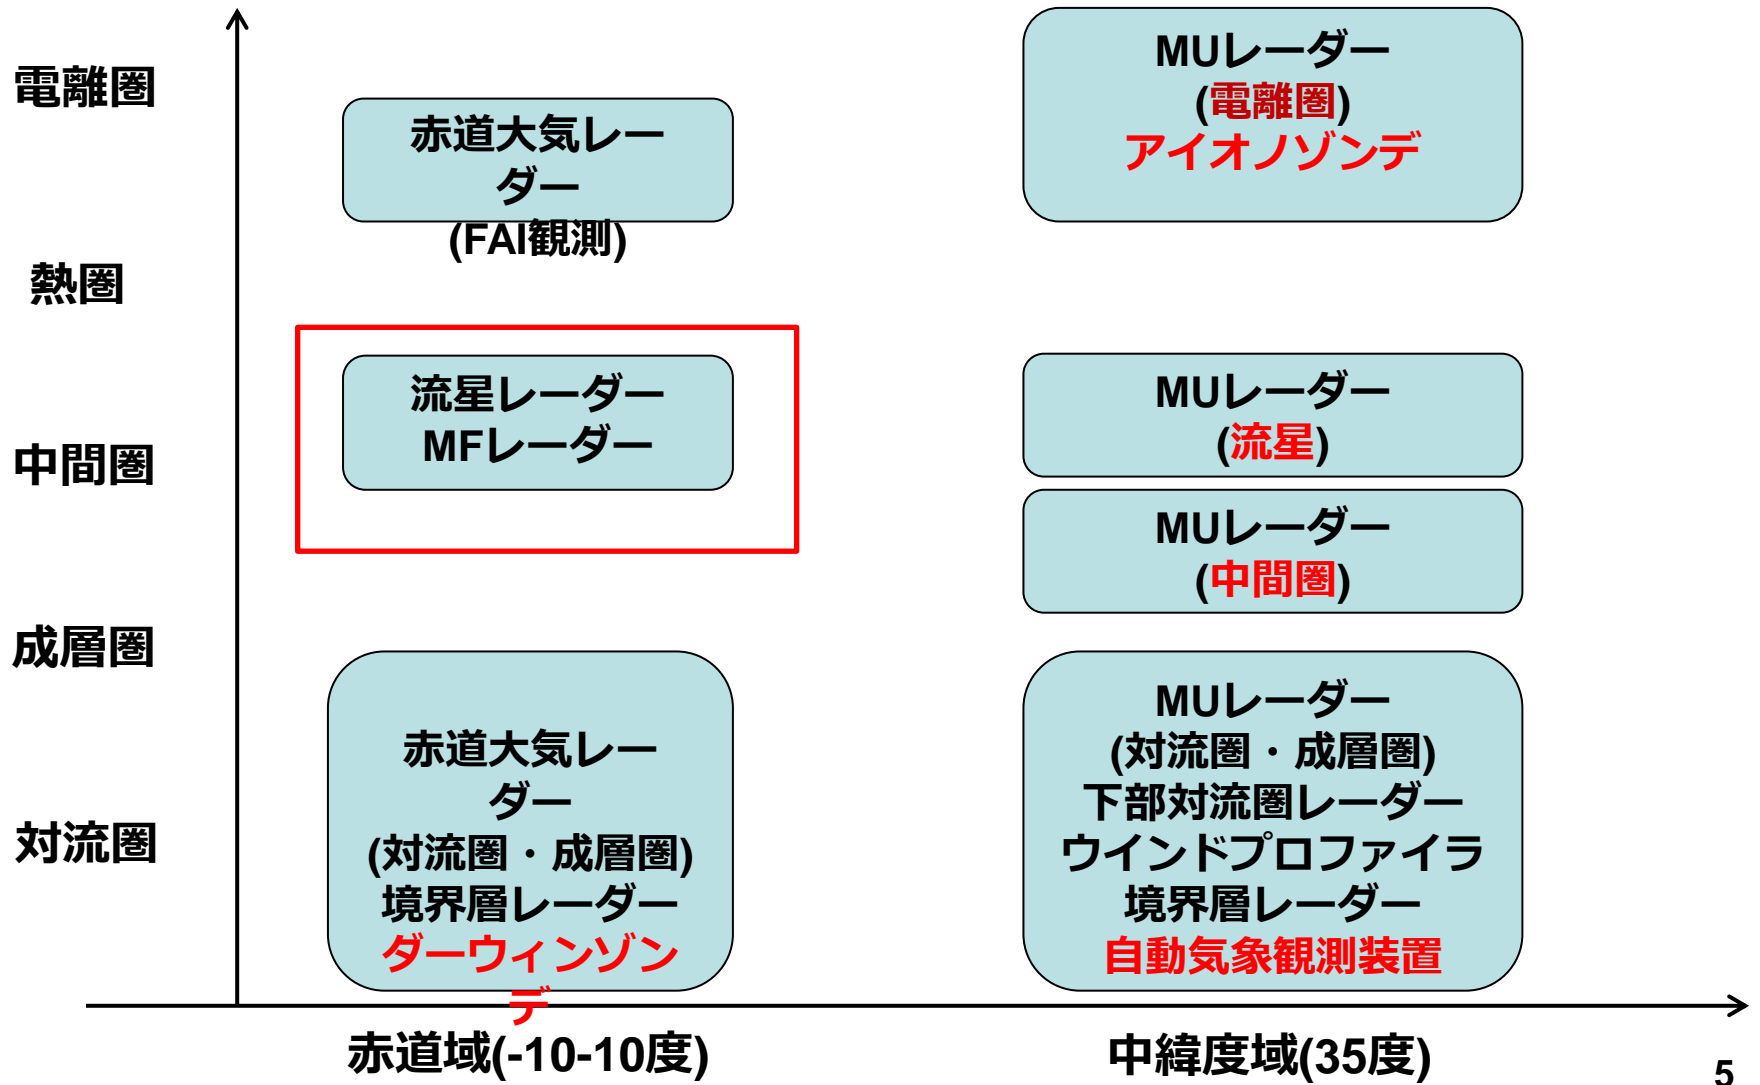 電離圏
熱圏
中間圏
成層圏
対流圏
赤道大気レー
ダー
(FAI観測)
流星レーダー
MFレーダー
赤道大気レー
ダー
(対流圏・成層圏)
境界層レーダー
ダーウィンゾン
デ
MUレーダー
(電離圏)
アイオノゾンデ
MUレーダー
(流星)
MUレーダー
(中間圏)
MUレーダー
(対流圏・成層圏)
下部対流圏レーダー
ウインドプロファイラ
境界層レーダー
自動気象観測装置
赤道域(-10-10度)
中緯度域(35度)
5